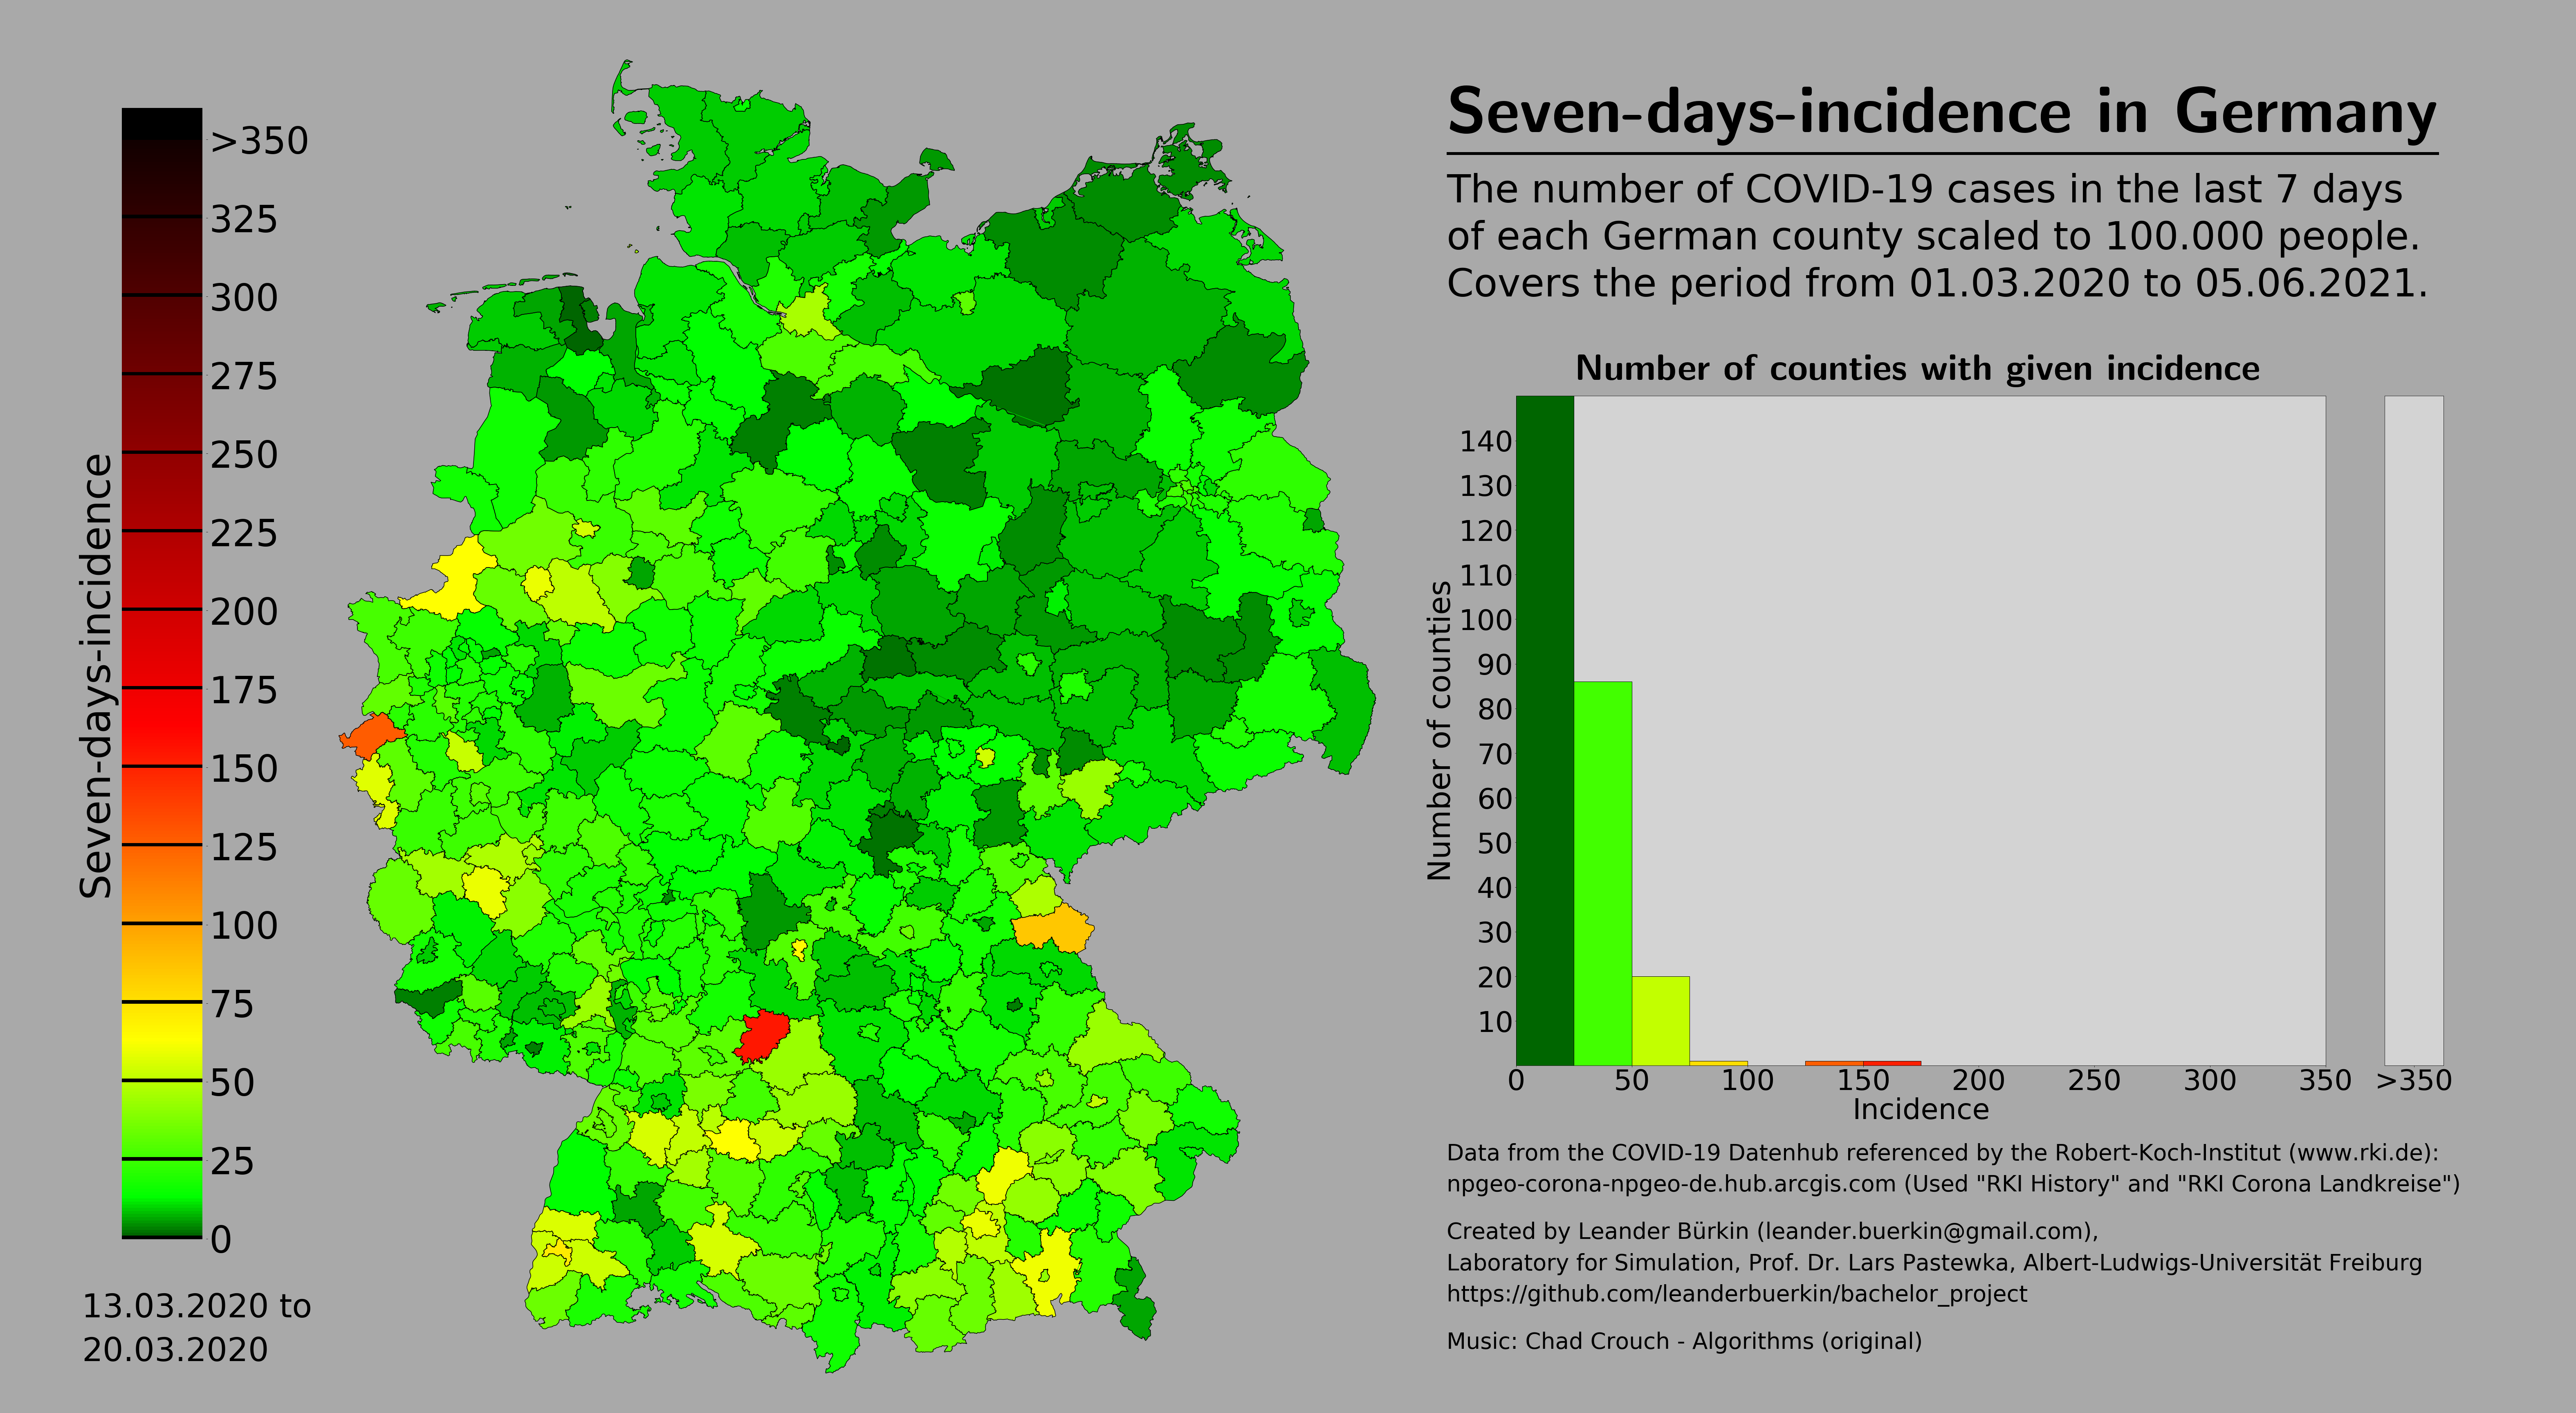 Seven-days-incidence in Germany
The number of COVID-19 cases in the last 7 days
of each German county scaled to 100.000 people.
Covers the period from 01.03.2020 to 05.06.2021.
Seven-days-incidence
>350
325
300
275
250
225
200
175
150
125
100
75
50
25
0
13.03.2020 to
20.03.2020
Number of counties with given incidence
Number of counties
140
130
120
110
100
90
80
70
60
50
40
30
20
10
0 50 100 150 200 250 300 350 >350
Incidence
Data from the COVID-19 Datenhub referenced by the Robert-Koch-Institut (www.rki.de):
npgeo-corona-npgeo-de.hub.arcgis.com (Used "RKI History" and "RKI Corona Landkreise")
Created by Leander Bürkin (leander.buerkin@gmail.com),
Laboratory for Simulation, Prof. Dr. Lars Pastewka, Albert-Ludwigs-Universität Freiburg
https://github.com/leanderbuerkin/bachelor_project
Music: Chad Crouch - Algorithms (original)